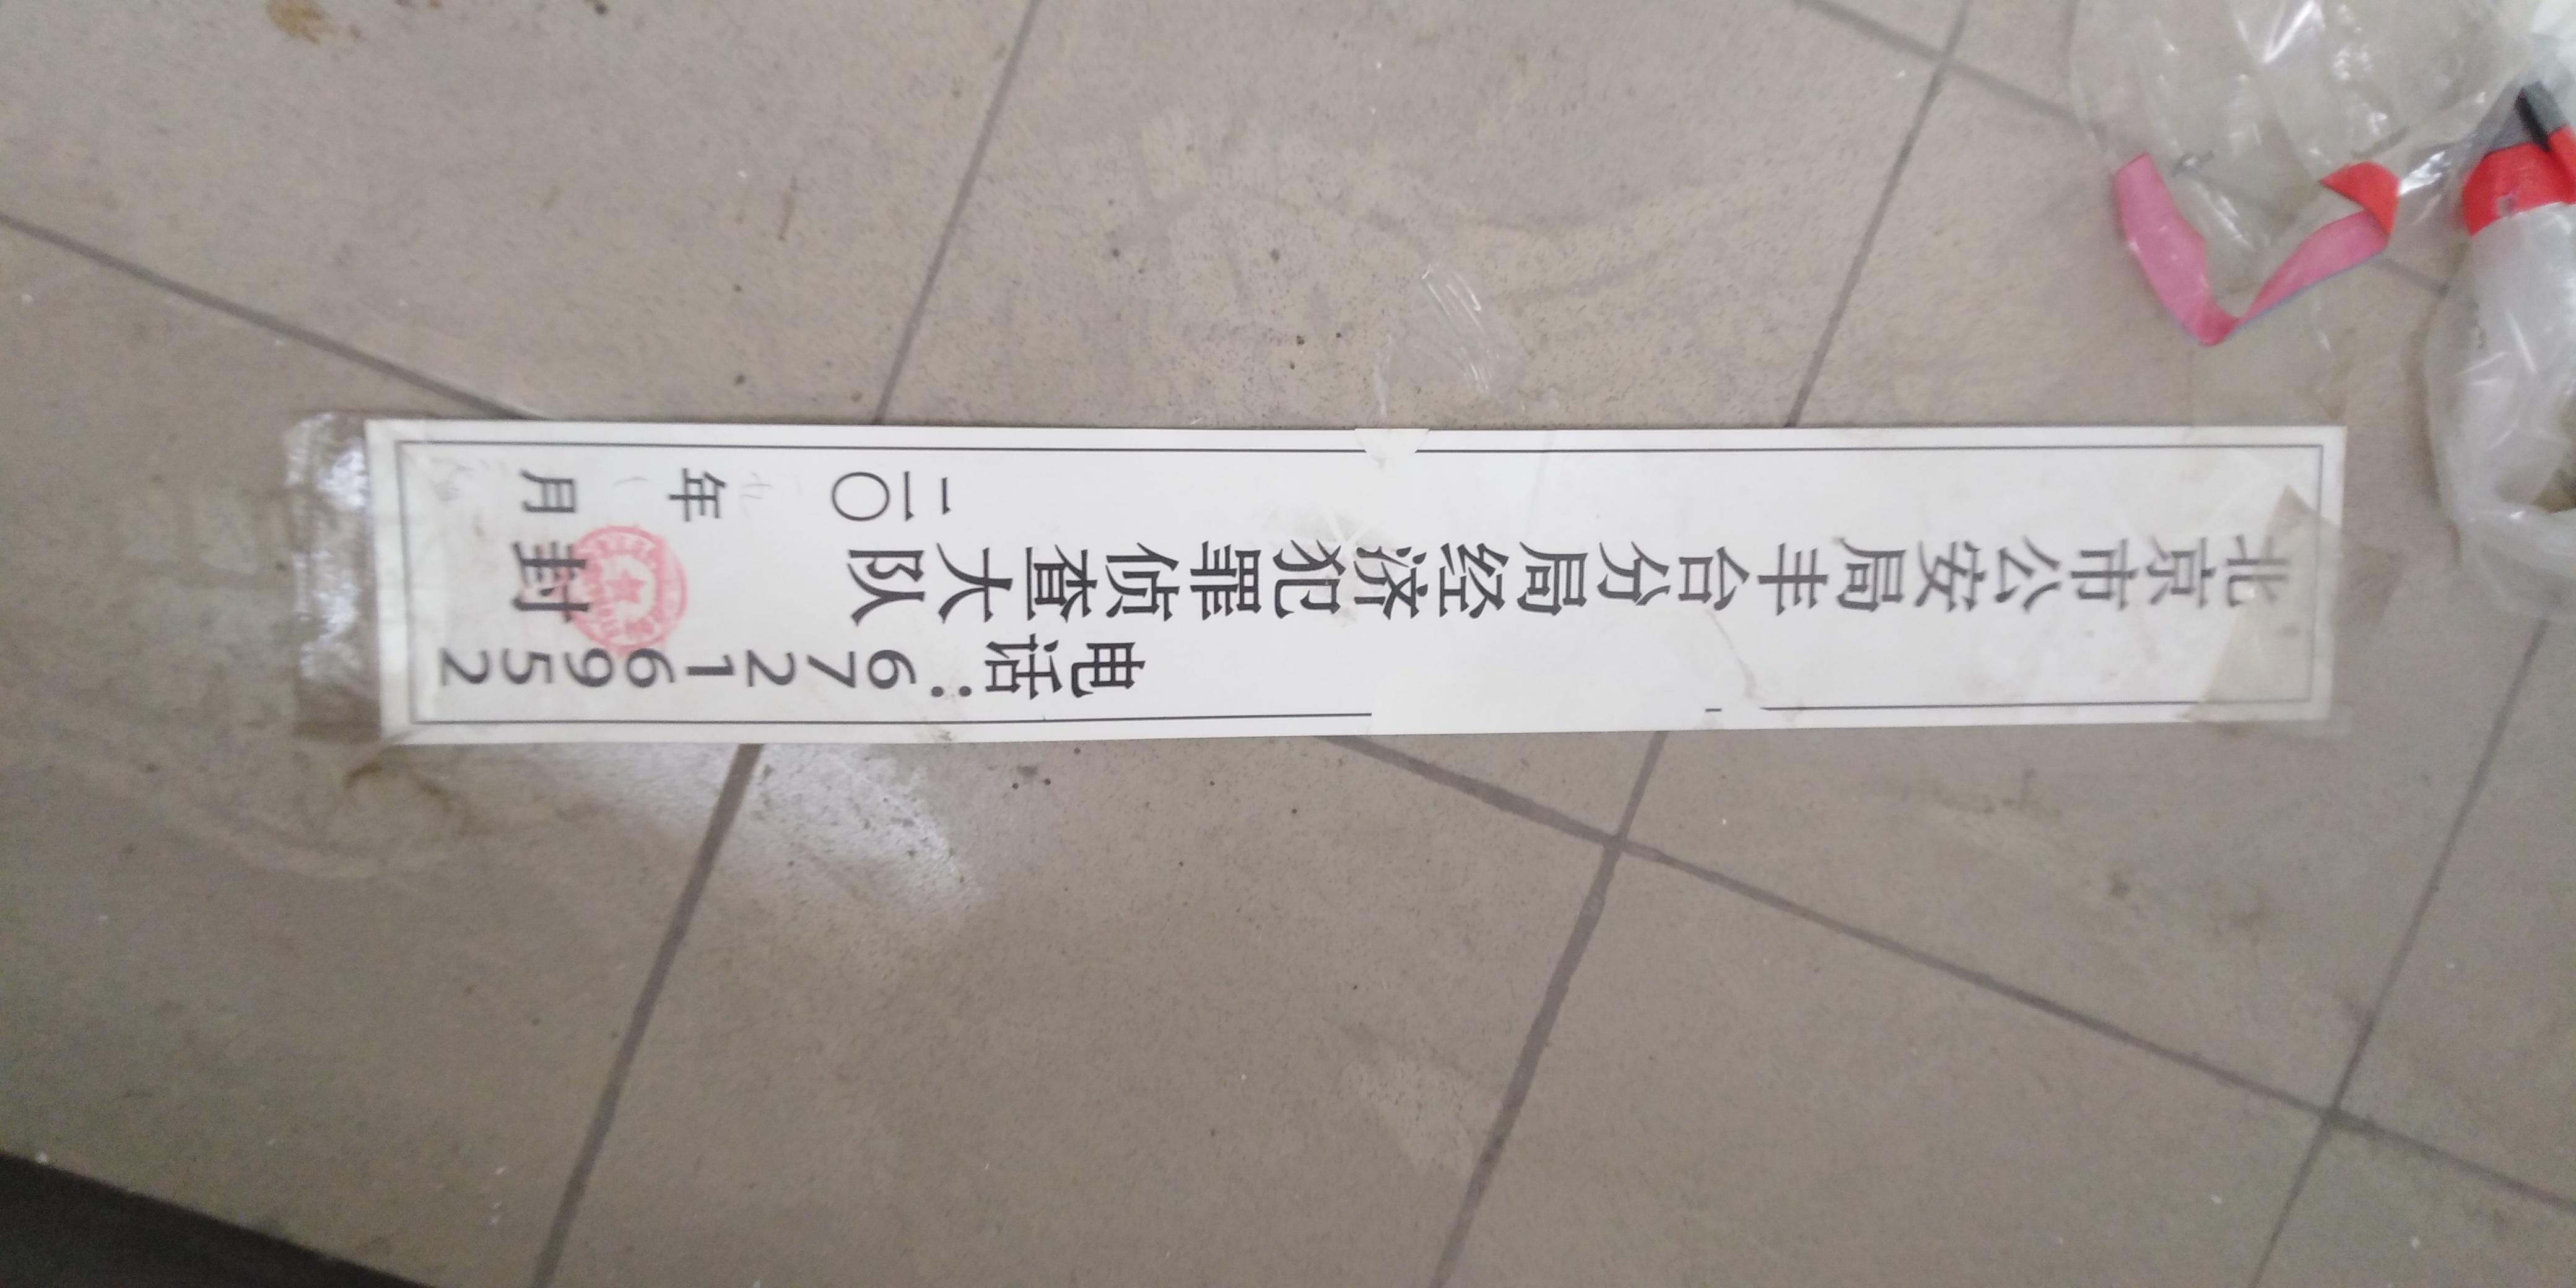 电话:67216952
北京市公安局丰台分局经济犯罪侦查大队 封
二〇 年 月